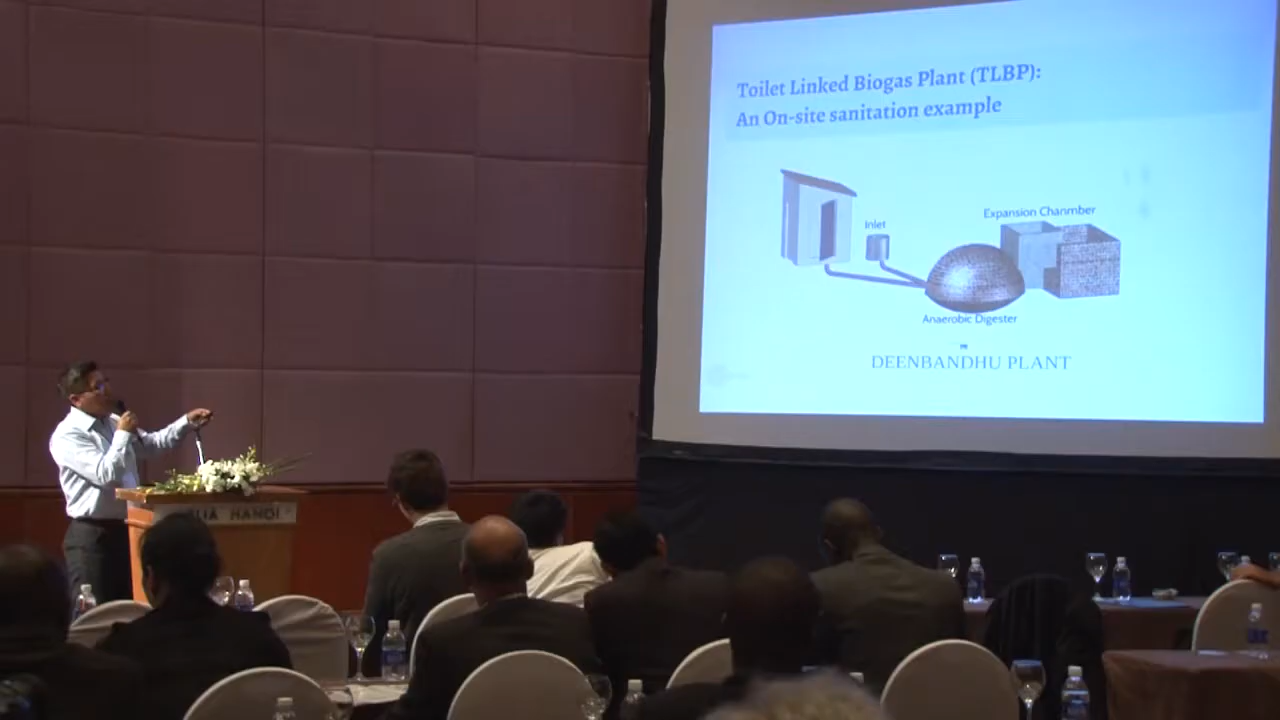 Toilet Linked Biogas Plant (TLBP):
An On-site sanitation example
Inlet
Expansion Chanmber
Anaerobic Digester
DEENBANDHU PLANT
HANOI